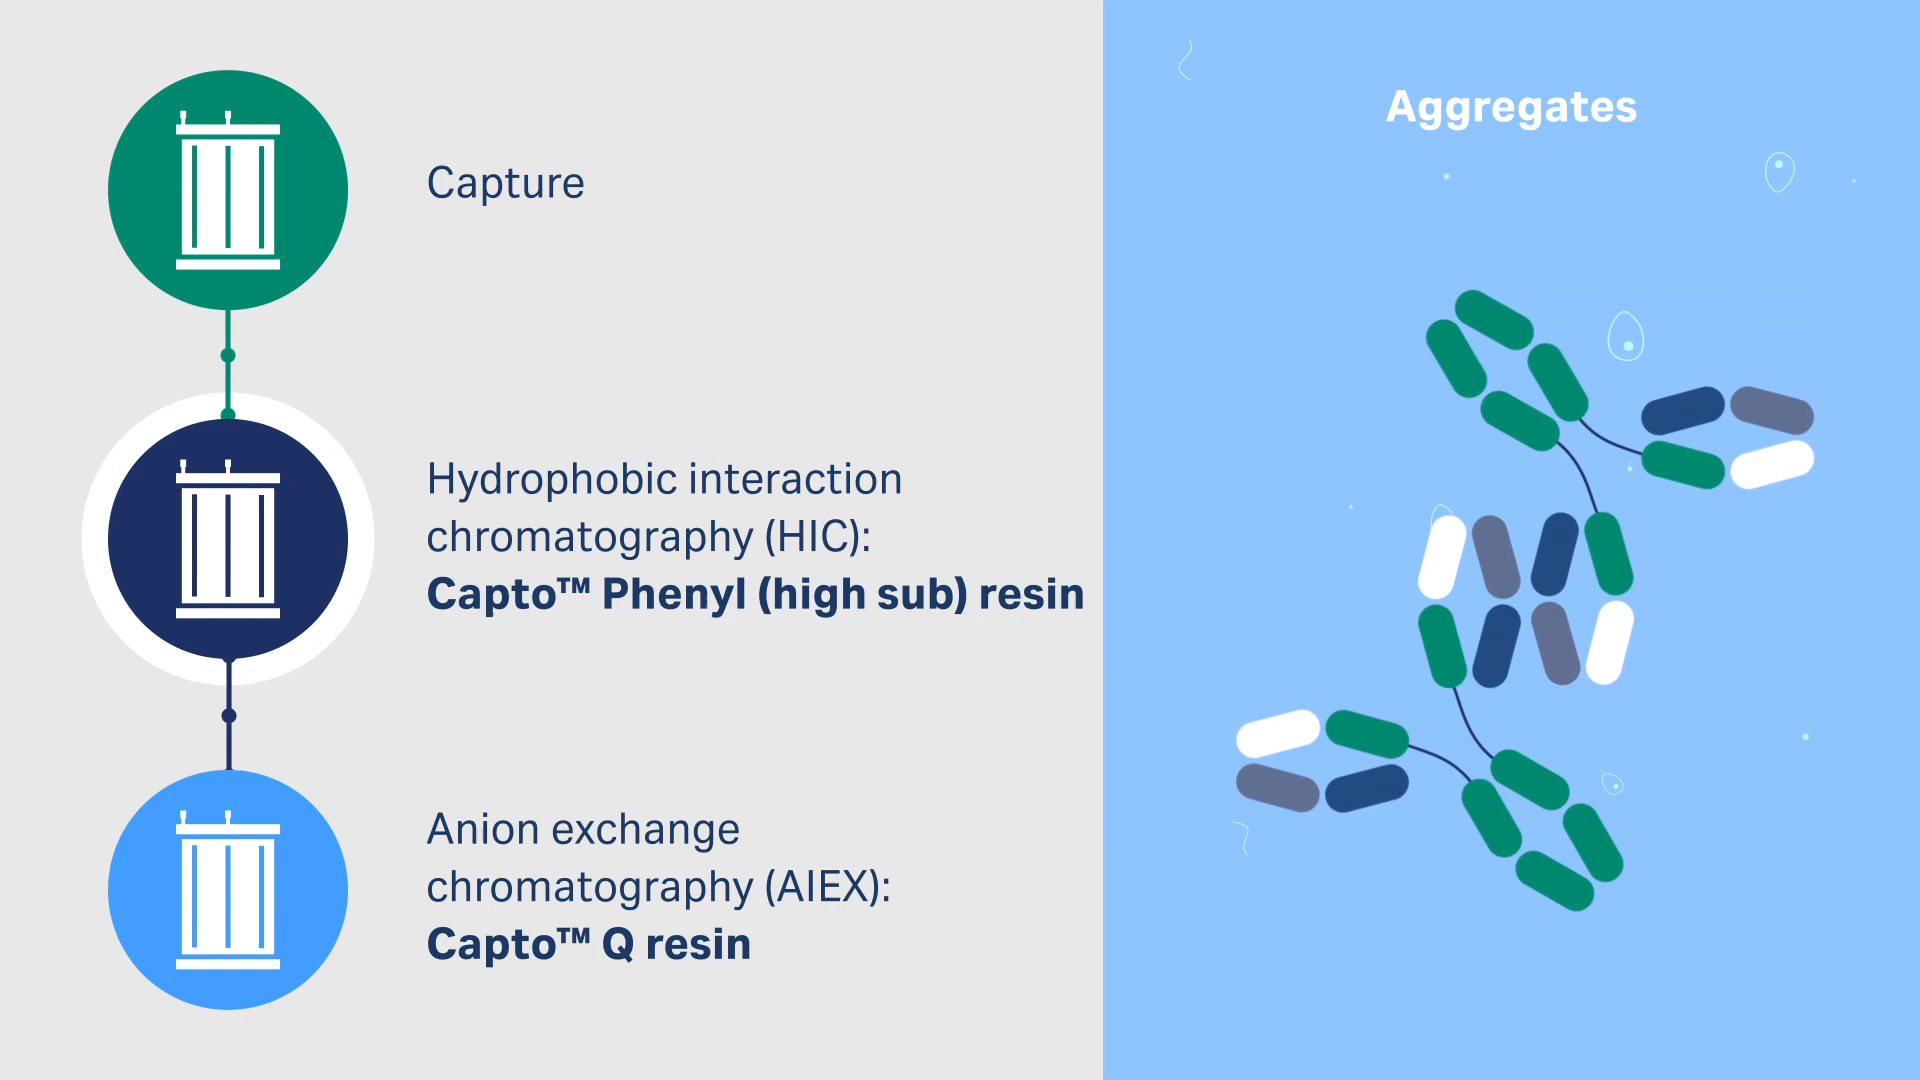 Capture
Hydrophobic interaction
chromatography (HIC):
Capto™ Phenyl (high sub) resin
Anion exchange
chromatography (AIEX):
Capto™ Q resin
Aggregates